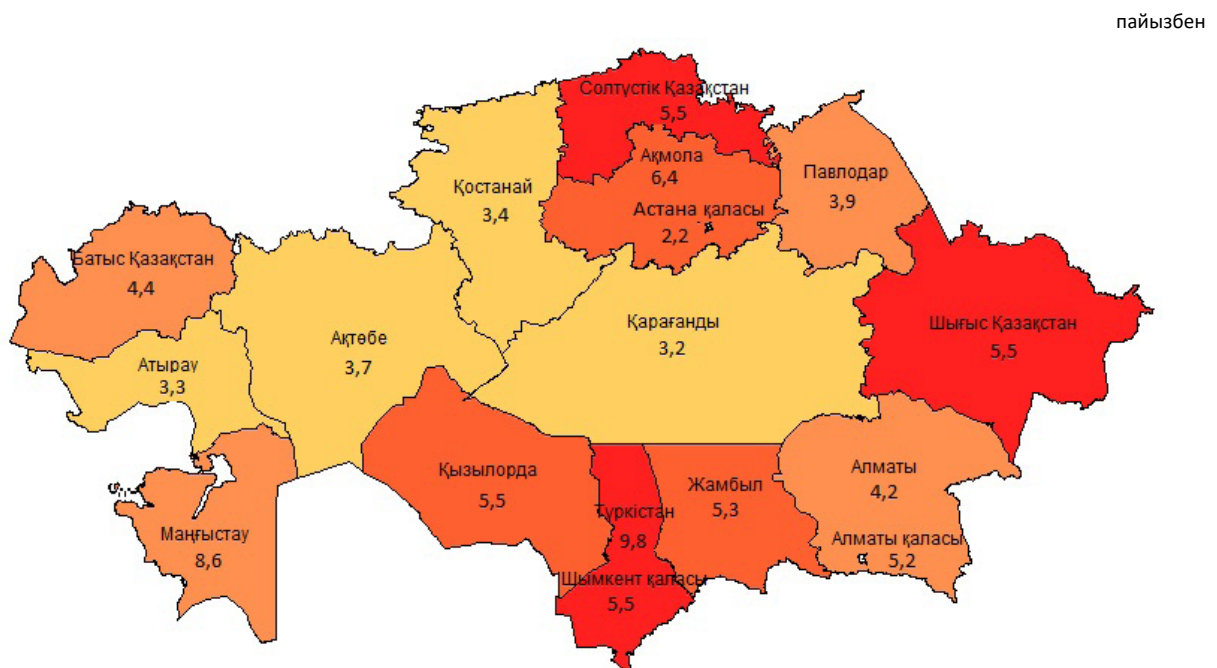 пайызбен
Солтүстік Қазақстан
5,5
Ақмола
6,4
Астана қаласы
2,2
Павлодар
3,9
Қостанай
3,4
Батыс Қазақстан
4,4
Ақтөбе
3,7
Атырау
3,3
Қарағанды
3,2
Шығыс Қазақстан
5,5
Маңғыстау
8,6
Қызылорда
5,5
Түркістан
9,8
Шымкент қаласы
5,5
Жамбыл
5,3
Алматы
4,2
Алматы қаласы
5,2